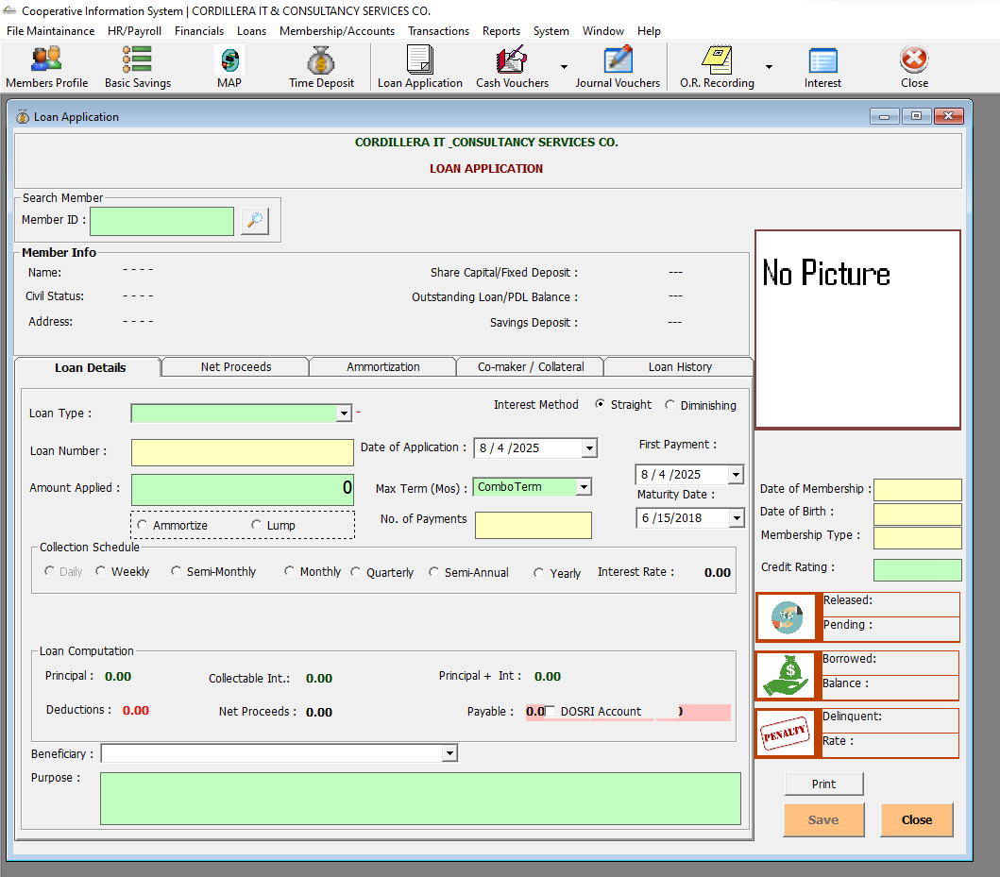 Cooperative Information System | CORDILLERA IT & CONSULTANCY SERVICES CO.
File Maintainance HR/Payroll Financials Loans Membership/Accounts Transactions Reports System Window Help
Members Profile Basic Savings MAP Time Deposit Loan Application Cash Vouchers Journal Vouchers O.R. Recording Interest Close
Loan Application
CORDILLERA IT _CONSULTANCY SERVICES CO.
LOAN APPLICATION
Search Member
Member ID :
Member Info
Name: - - - - Share Capital/Fixed Deposit : ---
Civil Status: - - - - Outstanding Loan/PDL Balance : ---
Address: - - - - Savings Deposit : ---
No Picture
Loan Details Net Proceeds Ammortization Co-maker / Collateral Loan History
Loan Type : - Interest Method Straight Diminishing
Loan Number : Date of Application : 8 / 4 /2025 First Payment :
8 / 4 /2025
Amount Applied : 0 Max Term (Mos) : ComboTerm Maturity Date :
Ammortize Lump No. of Payments 6 /15/2018
Collection Schedule
Daily Weekly Semi-Monthly Monthly Quarterly Semi-Annual Yearly Interest Rate : 0.00
Date of Membership :
Date of Birth :
Membership Type :
Credit Rating :
Released:
Pending :
Borrowed:
Balance :
PENALTY
Delinquent:
Rate :
Loan Computation
Principal : 0.00 Collectable Int.: 0.00 Principal + Int : 0.00
Deductions : 0.00 Net Proceeds : 0.00 Payable : 0.0 DOSRI Account
Beneficiary :
Purpose :
Print
Save Close